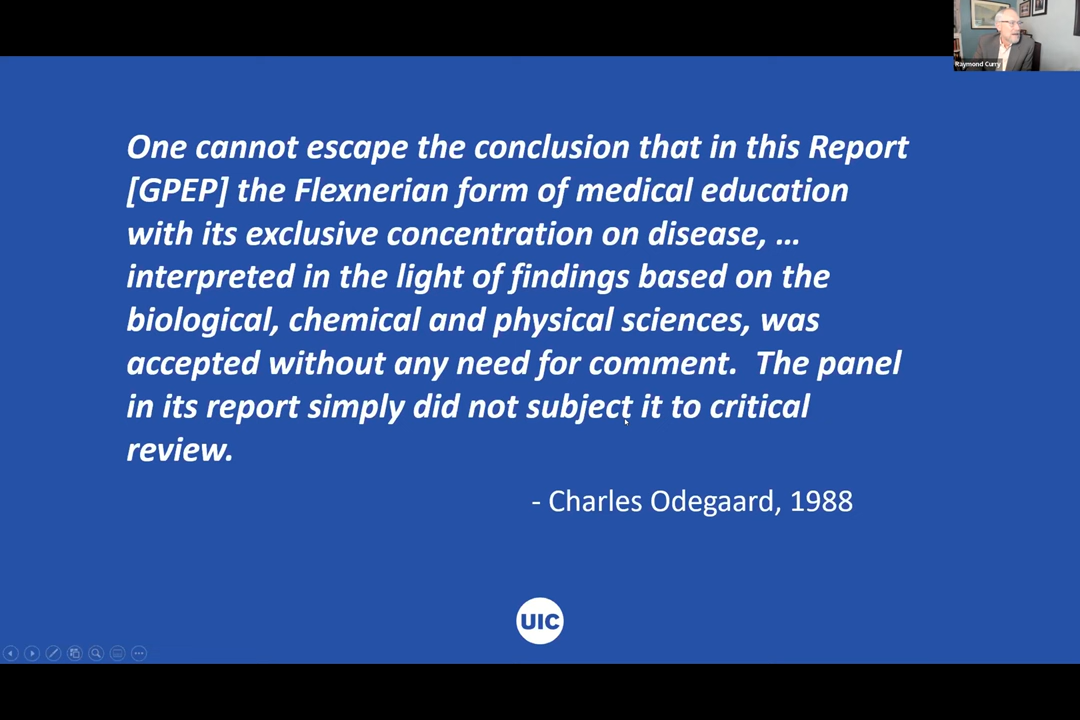 Raymond Curry
One cannot escape the conclusion that in this Report
[GPEP] the Flexnerian form of medical education
with its exclusive concentration on disease, ...
interpreted in the light of findings based on the
biological, chemical and physical sciences, was
accepted without any need for comment.  The panel
in its report simply did not subject it to critical
review.
- Charles Odegaard, 1988
UIC